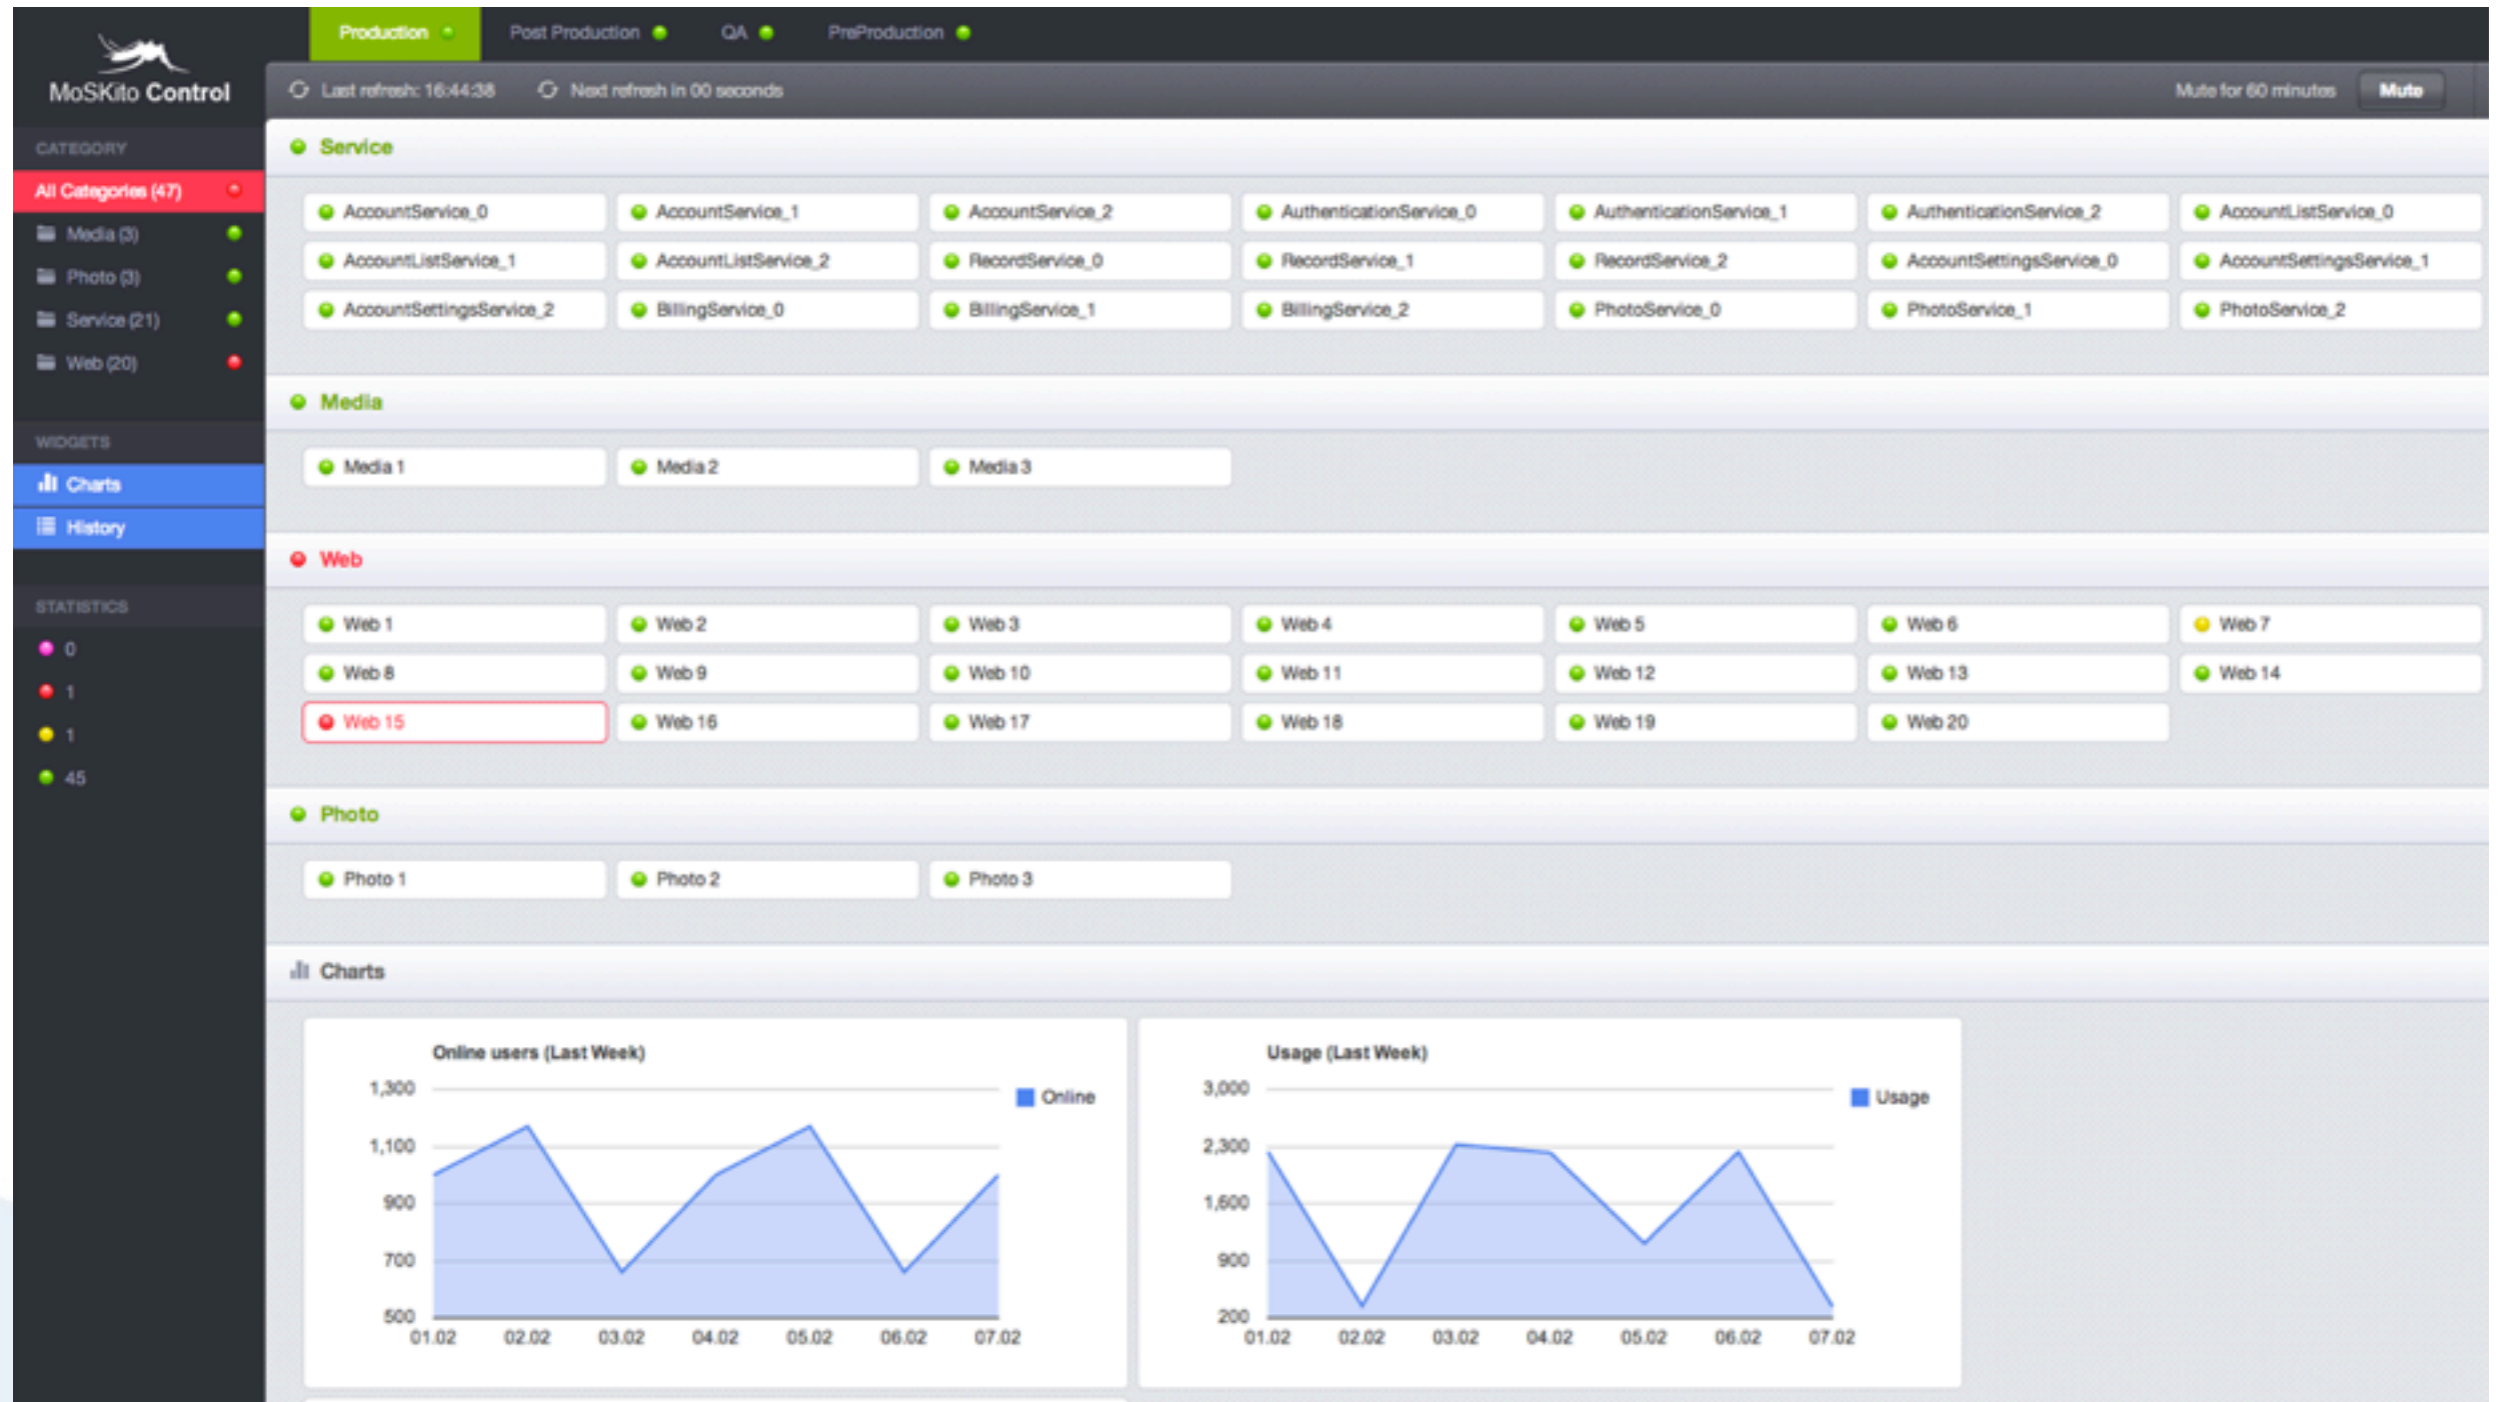 Production Post Production QA PreProduction
MoSKito Control
Last refresh: 16:44:38 Next refresh in 00 seconds Mute for 60 minutes Mute
CATEGORY
All Categories (47)
Media (3)
Photo (3)
Service (21)
Web (20)
WIDGETS
Charts
History
STATISTICS
0
1
1
45
Service
AccountService_0 AccountService_1 AccountService_2 AuthenticationService_0 AuthenticationService_1 AuthenticationService_2 AccountListService_0
AccountListService_1 AccountListService_2 RecordService_0 RecordService_1 RecordService_2 AccountSettingsService_0 AccountSettingsService_1
AccountSettingsService_2 BillingService_0 BillingService_1 BillingService_2 PhotoService_0 PhotoService_1 PhotoService_2
Media
Media 1 Media 2 Media 3
Web
Web 1 Web 2 Web 3 Web 4 Web 5 Web 6 Web 7
Web 8 Web 9 Web 10 Web 11 Web 12 Web 13 Web 14
Web 15 Web 16 Web 17 Web 18 Web 19 Web 20
Photo
Photo 1 Photo 2 Photo 3
Charts
Online users (Last Week)
1,300
1,100
900
700
500
01.02 02.02 03.02 04.02 05.02 06.02 07.02
Online
Usage (Last Week)
3,000
2,300
1,600
900
200
01.02 02.02 03.02 04.02 05.02 06.02 07.02
Usage